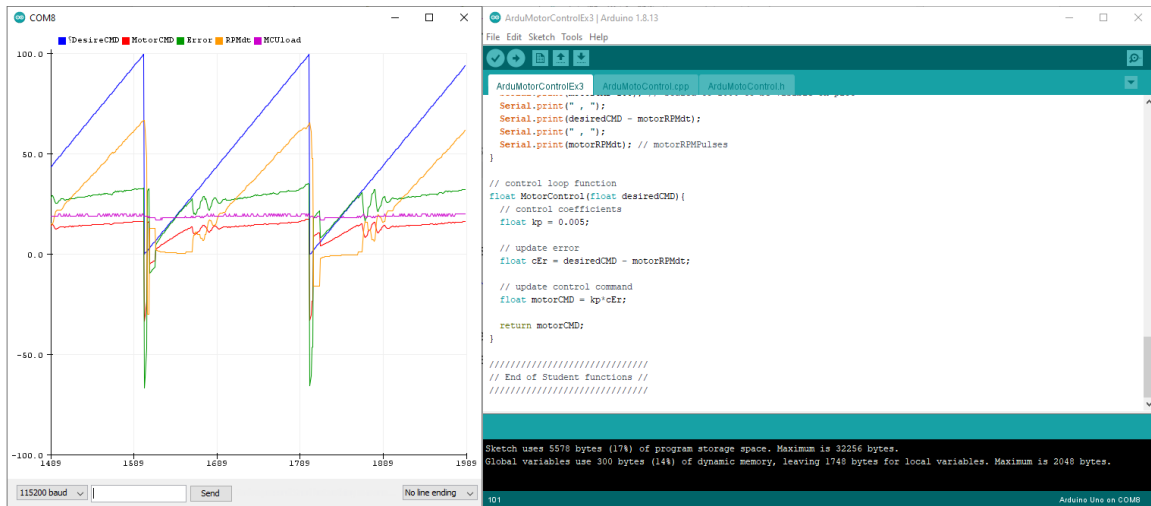 COM8
DesireCMD MotorCMD Error RPMdt MCUload
100.0
50.0
0.0
-50.0
-100.0
1489 1589 1689 1789 1889 1989
115200 baud Send No line ending
ArduMotorControlEx3 | Arduino 1.8.13
File Edit Sketch Tools Help
ArduMotorControlEx3 ArduMotoControl.cpp ArduMotoControl.h
Serial.print(" , ");
Serial.print(desiredCMD - motorRPMdt);
Serial.print(" , ");
Serial.print(motorRPMdt); // motorRPMPulses
}
// control loop function
float MotorControl(float desiredCMD){
// control coefficients
float kp = 0.005;
// update error
float cEr = desiredCMD - motorRPMdt;
// update control command
float motorCMD = kp*cEr;
return motorCMD;
}
//////////////////////////////
// End of Student functions //
//////////////////////////////
Sketch uses 5578 bytes (17%) of program storage space. Maximum is 32256 bytes.
Global variables use 300 bytes (14%) of dynamic memory, leaving 1748 bytes for local variables. Maximum is 2048 bytes.
101 Arduino Uno on COM8